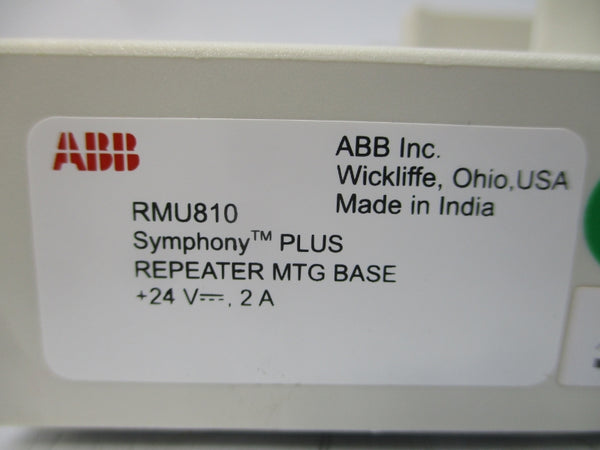 ABB
ABB Inc.
Wickliffe, Ohio,USA
Made in India
RMU810
Symphony™ PLUS
REPEATER MTG BASE
+24 V⎓, 2 A